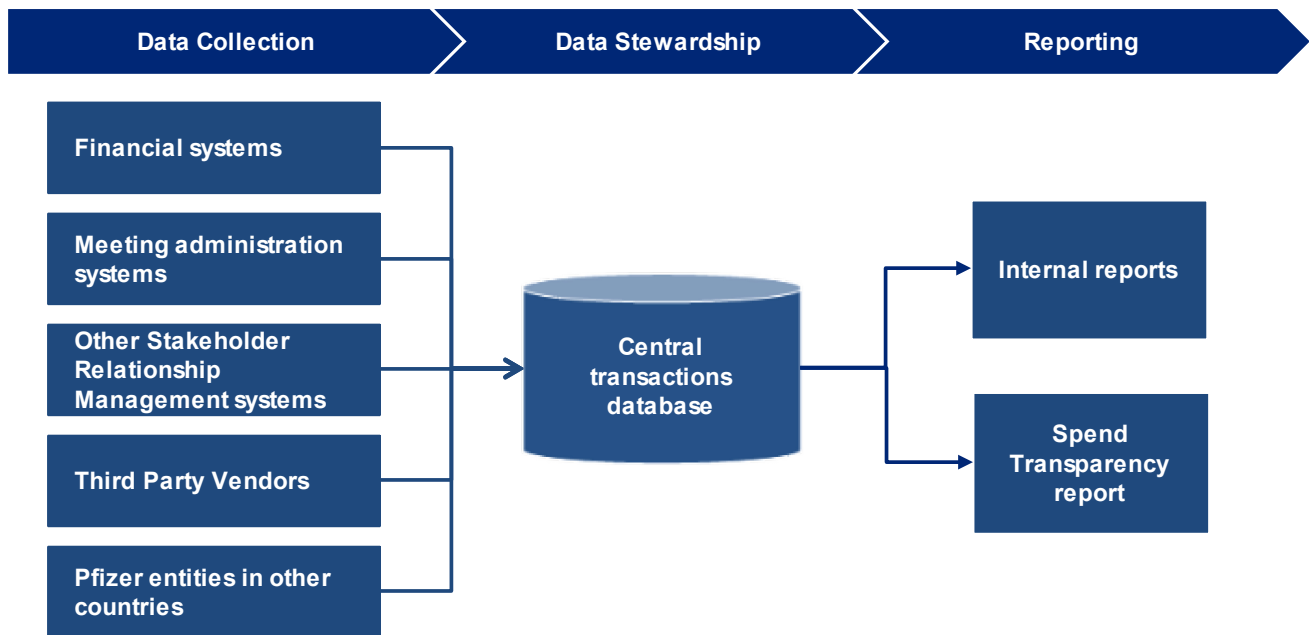 Data Collection
Data Stewardship
Reporting
Financial systems
Meeting administration
systems
Other Stakeholder
Relationship
Management systems
Third Party Vendors
Pfizer entities in other
countries
Central
transactions
database
Internal reports
Spend
Transparency
report